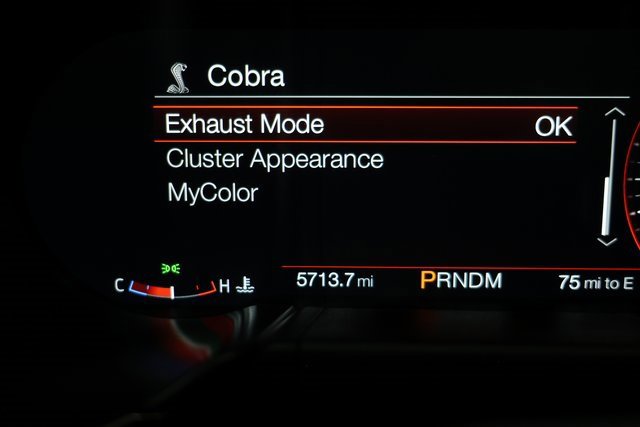 Cobra
Exhaust Mode OK
Cluster Appearance
MyColor
C H 5713.7 mi PRNDM 75 mi to E